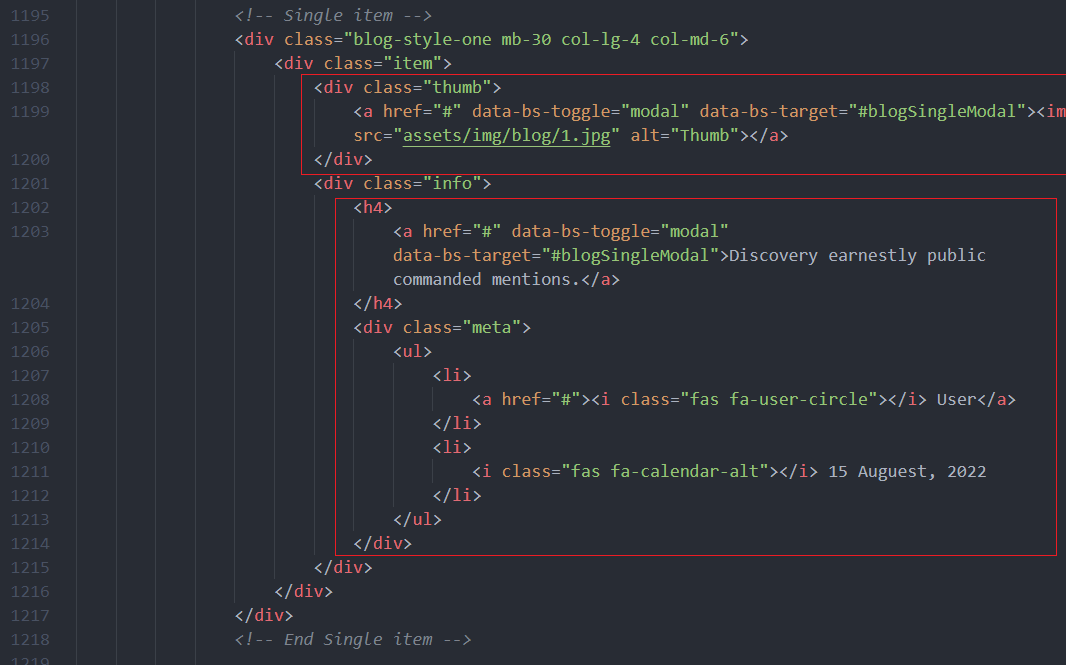 1195 <!-- Single item -->
1196 <div class="blog-style-one mb-30 col-lg-4 col-md-6">
1197 <div class="item">
1198 <div class="thumb">
1199 <a href="#" data-bs-toggle="modal" data-bs-target="#blogSingleModal"><im
src="assets/img/blog/1.jpg" alt="Thumb"></a>
1200 </div>
1201 <div class="info">
1202 <h4>
1203 <a href="#" data-bs-toggle="modal"
data-bs-target="#blogSingleModal">Discovery earnestly public
commanded mentions.</a>
1204 </h4>
1205 <div class="meta">
1206 <ul>
1207 <li>
1208 <a href="#"><i class="fas fa-user-circle"></i> User</a>
1209 </li>
1210 <li>
1211 <i class="fas fa-calendar-alt"></i> 15 Auguest, 2022
1212 </li>
1213 </ul>
1214 </div>
1215 </div>
1216 </div>
1217 </div>
1218 <!-- End Single item -->
1219